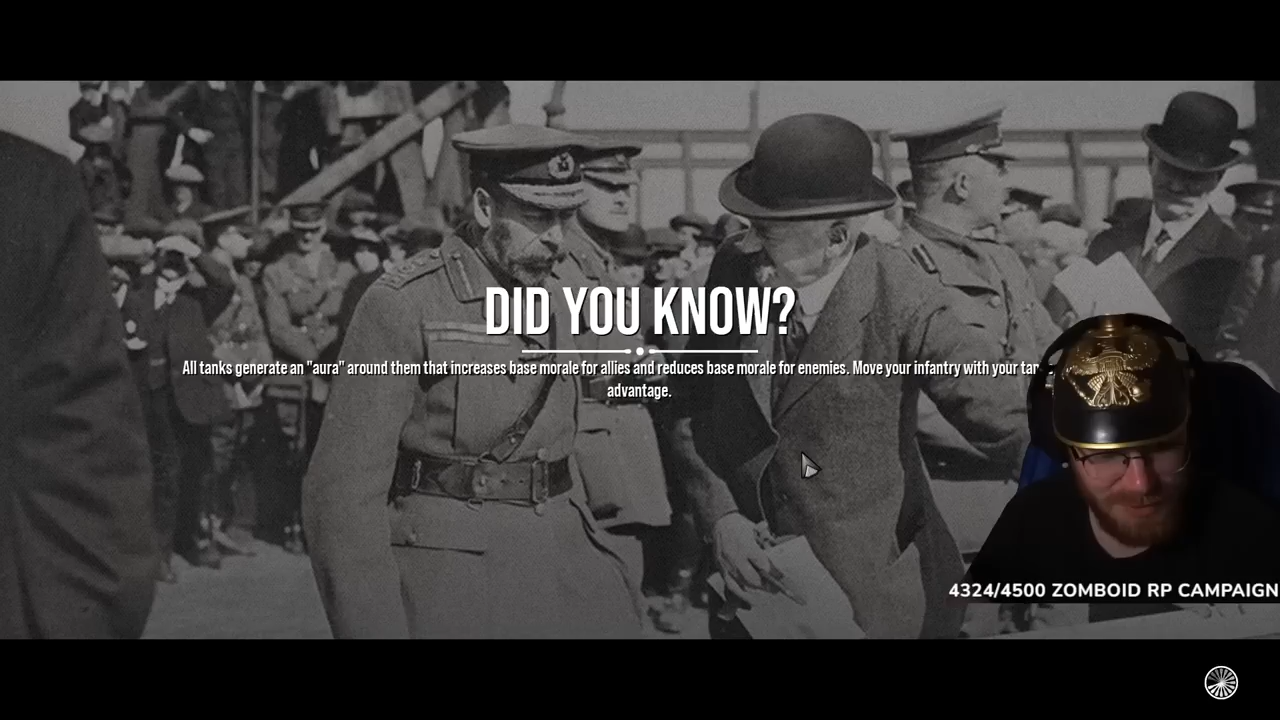 DID YOU KNOW?
All tanks generate an "aura" around them that increases base morale for allies and reduces base morale for enemies. Move your infantry with your
advantage.
4324/4500 ZOMBOID RP CAMPAIGN